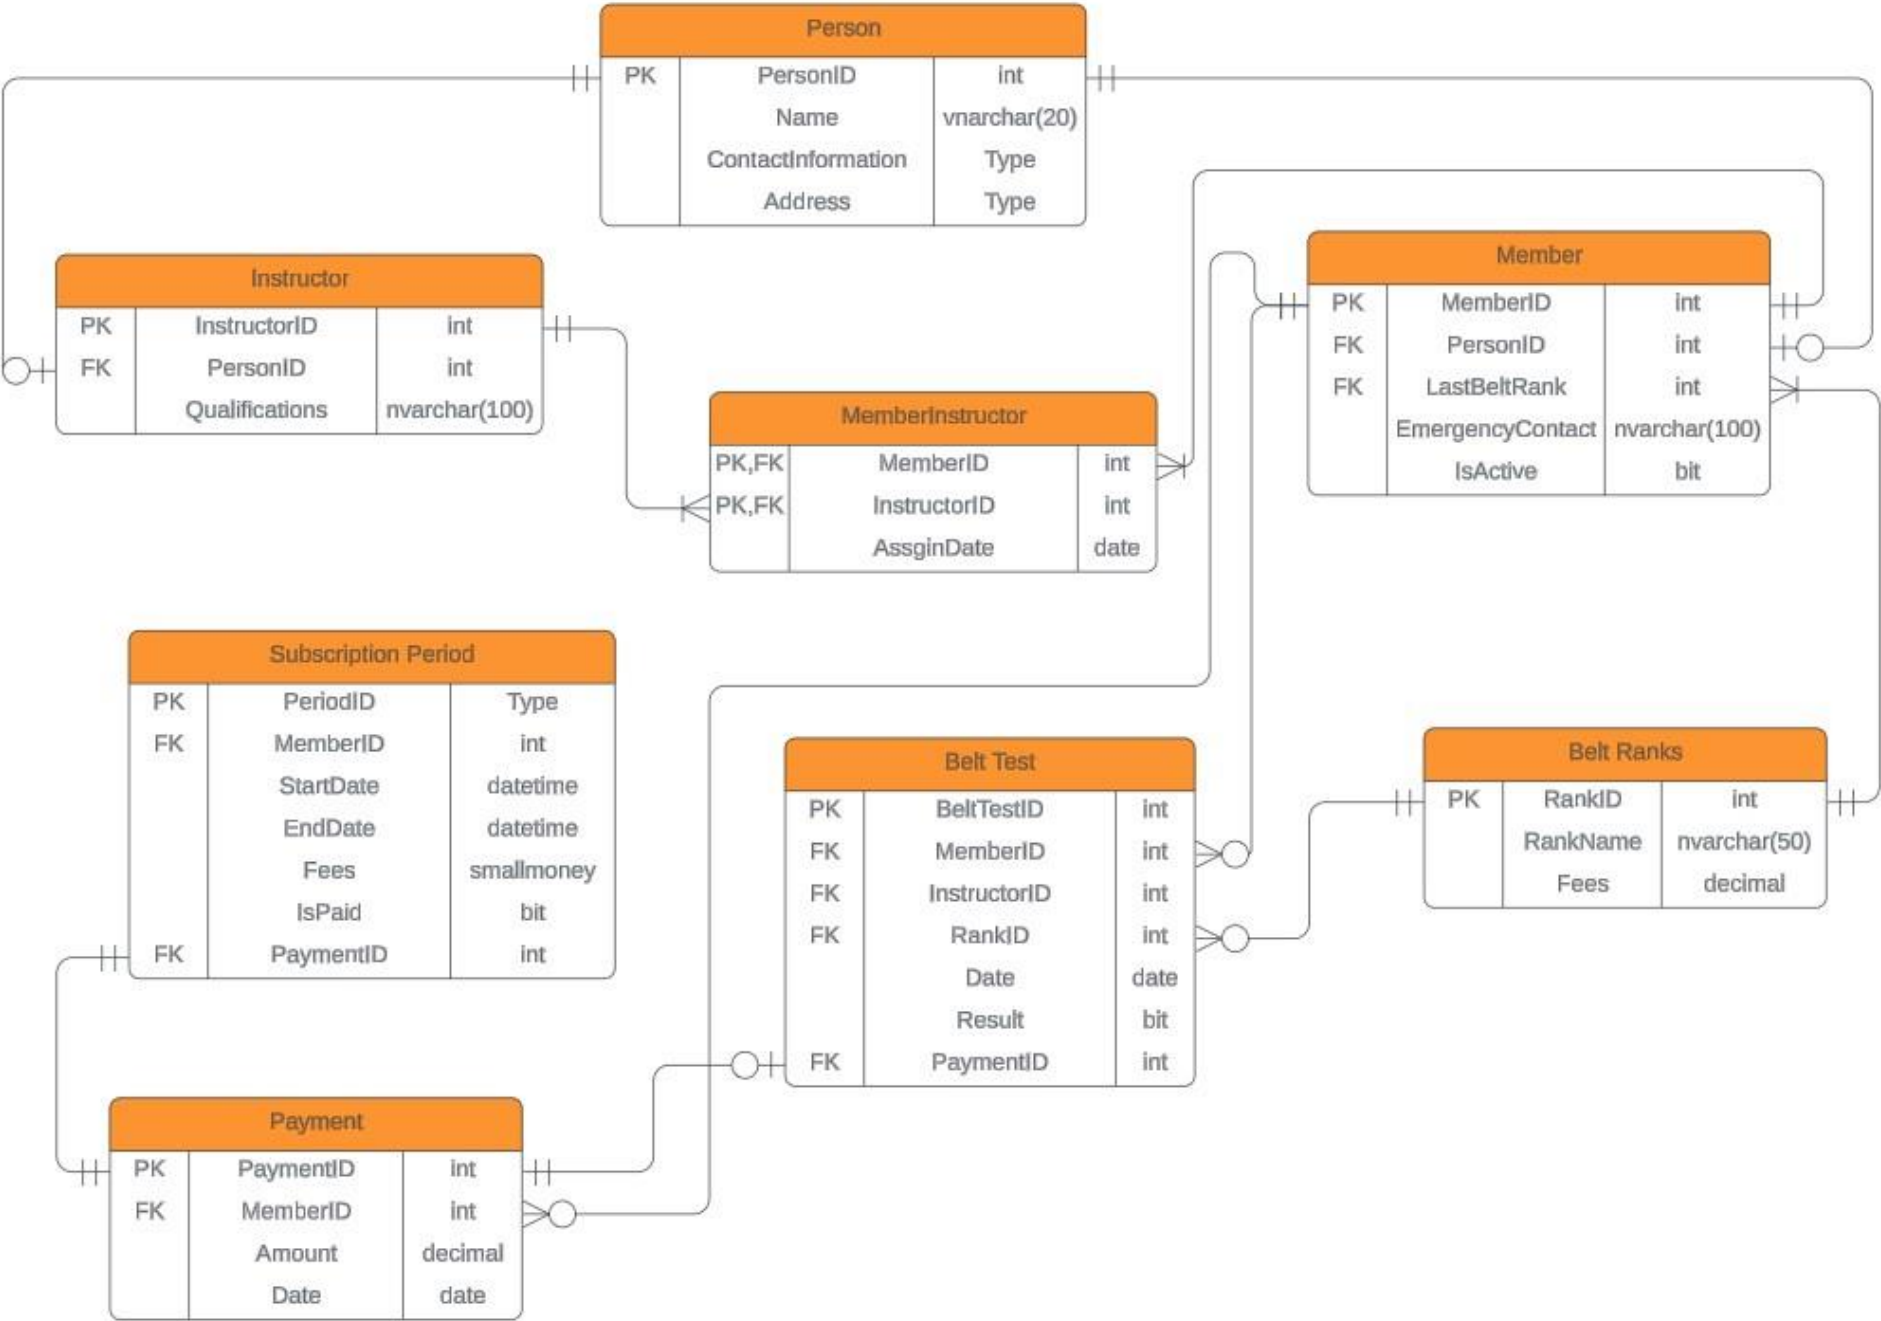 Person
PK PersonID int
Name vnarchar(20)
ContactInformation Type
Address Type
Instructor
PK InstructorID int
FK PersonID int
Qualifications nvarchar(100)
Member
PK MemberID int
FK PersonID int
FK LastBeltRank int
EmergencyContact nvarchar(100)
IsActive bit
MemberInstructor
PK,FK MemberID int
PK,FK InstructorID int
AssginDate date
Subscription Period
PK PeriodID Type
FK MemberID int
StartDate datetime
EndDate datetime
Fees smallmoney
IsPaid bit
FK PaymentID int
Belt Test
PK BeltTestID int
FK MemberID int
FK InstructorID int
FK RankID int
Date date
Result bit
FK PaymentID int
Belt Ranks
PK RankID int
RankName nvarchar(50)
Fees decimal
Payment
PK PaymentID int
FK MemberID int
Amount decimal
Date date